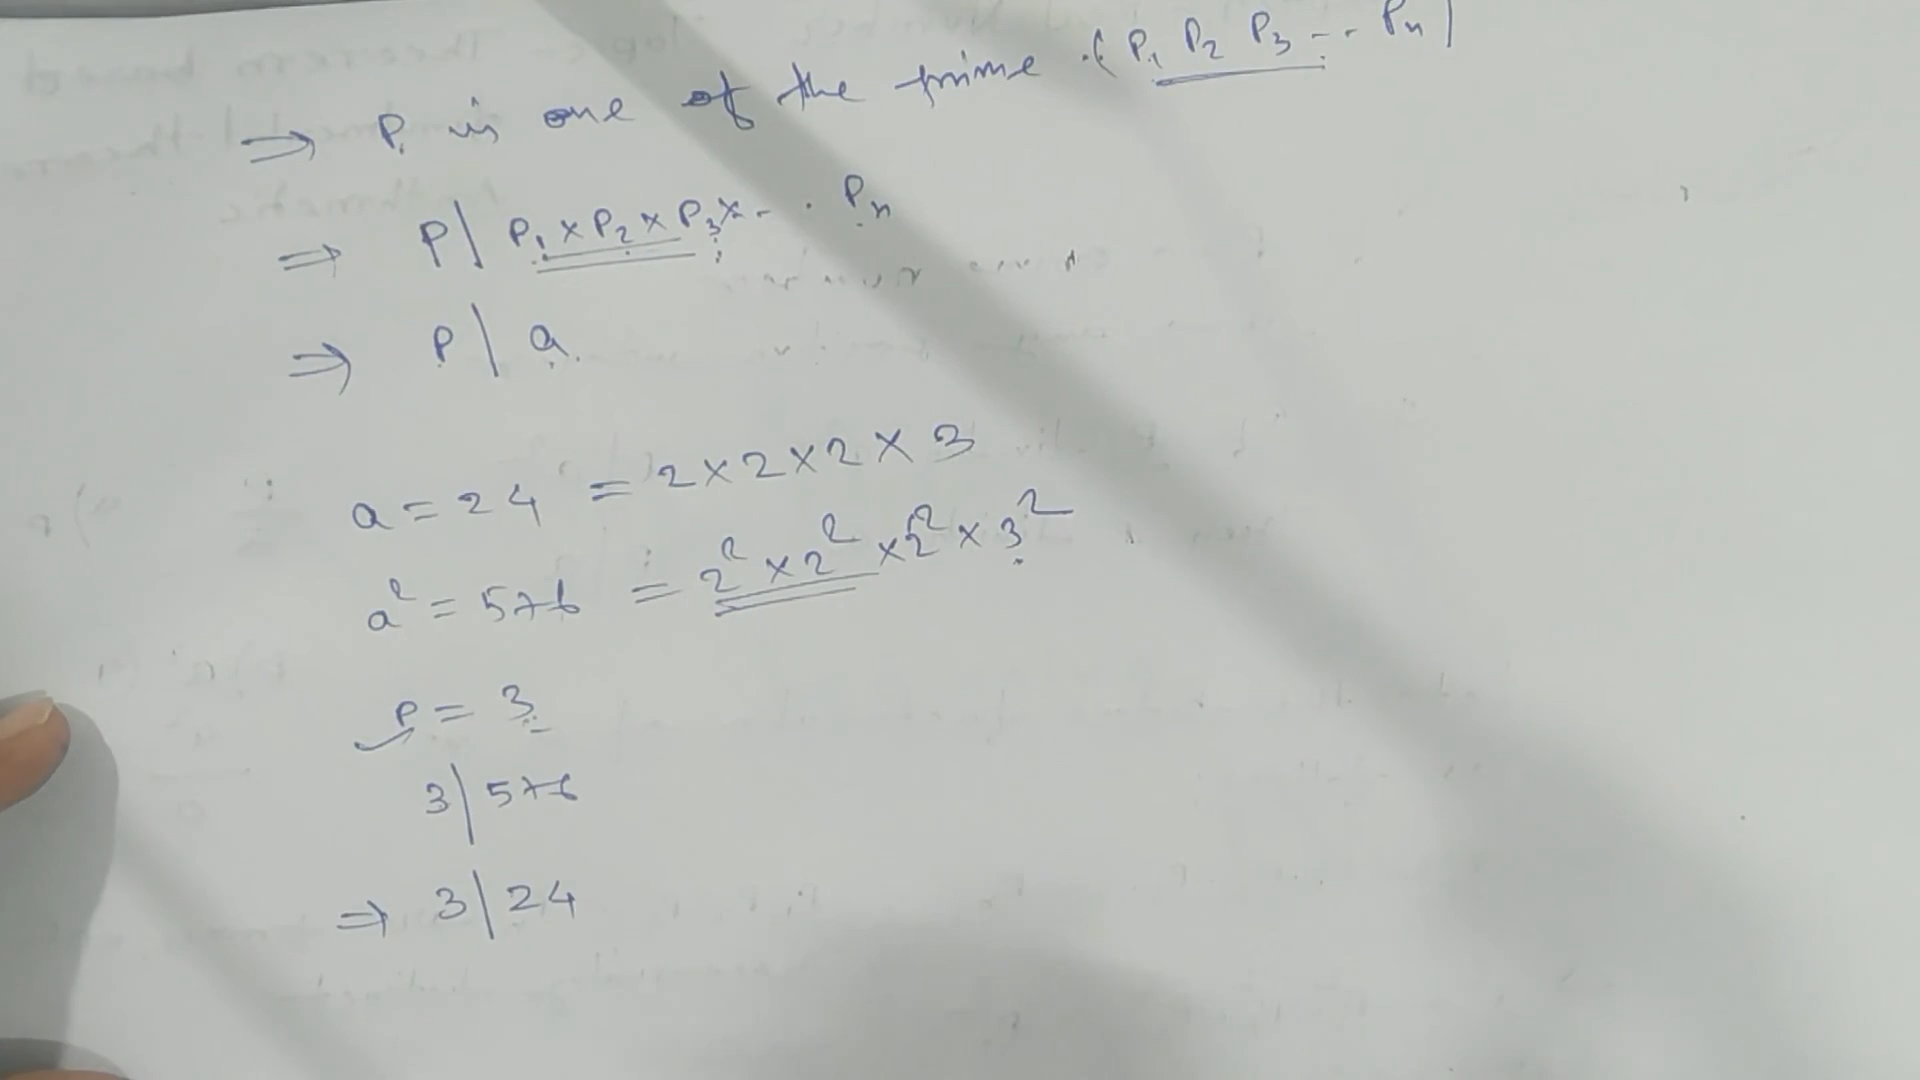 ⇒ P, is one of the prime (P₁ P₂ P₃ -- Pₙ)
⇒ P | P₁ × P₂ × P₃ × - . Pₙ
⇒ P | a.
a = 24 = 2 × 2 × 2 × 3
a² = 576 = 2² × 2² × 2² × 3²
P = 3
3 | 576
⇒ 3 | 24